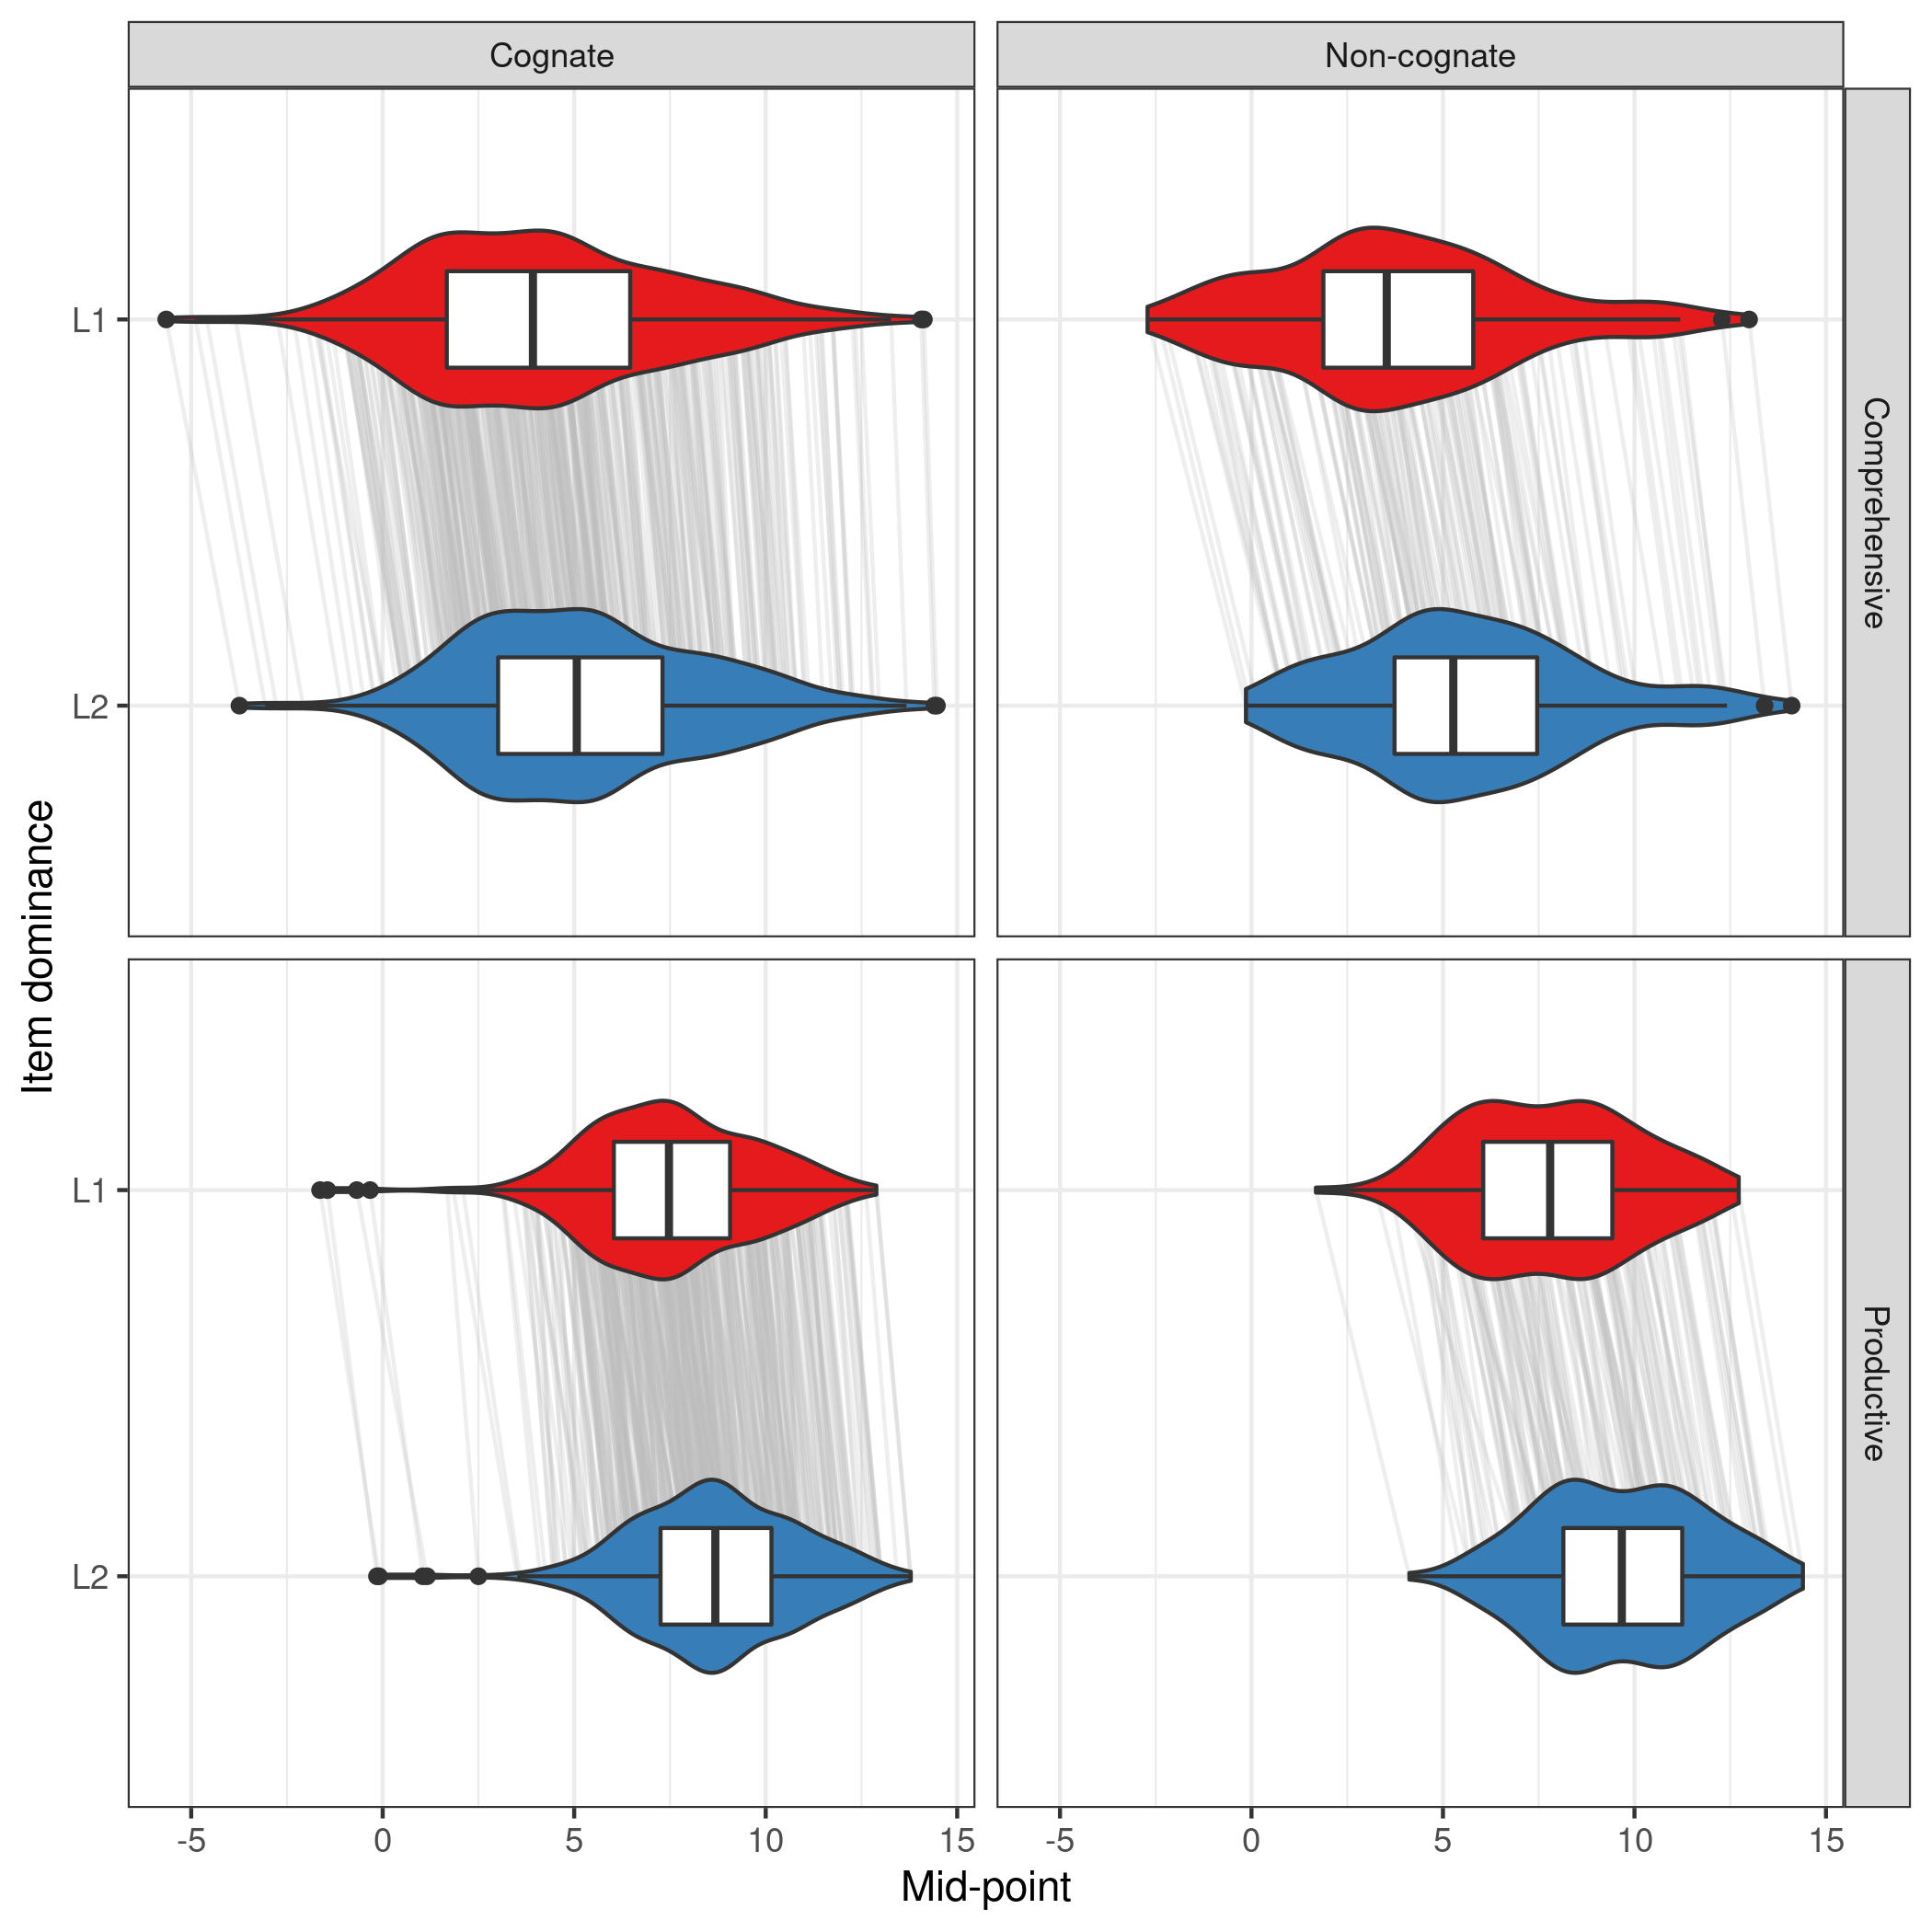 Cognate
Non-cognate
L1
L2
Comprehensive
L1
L2
Productive
Item dominance
-5 0 5 10 15
-5 0 5 10 15
Mid-point